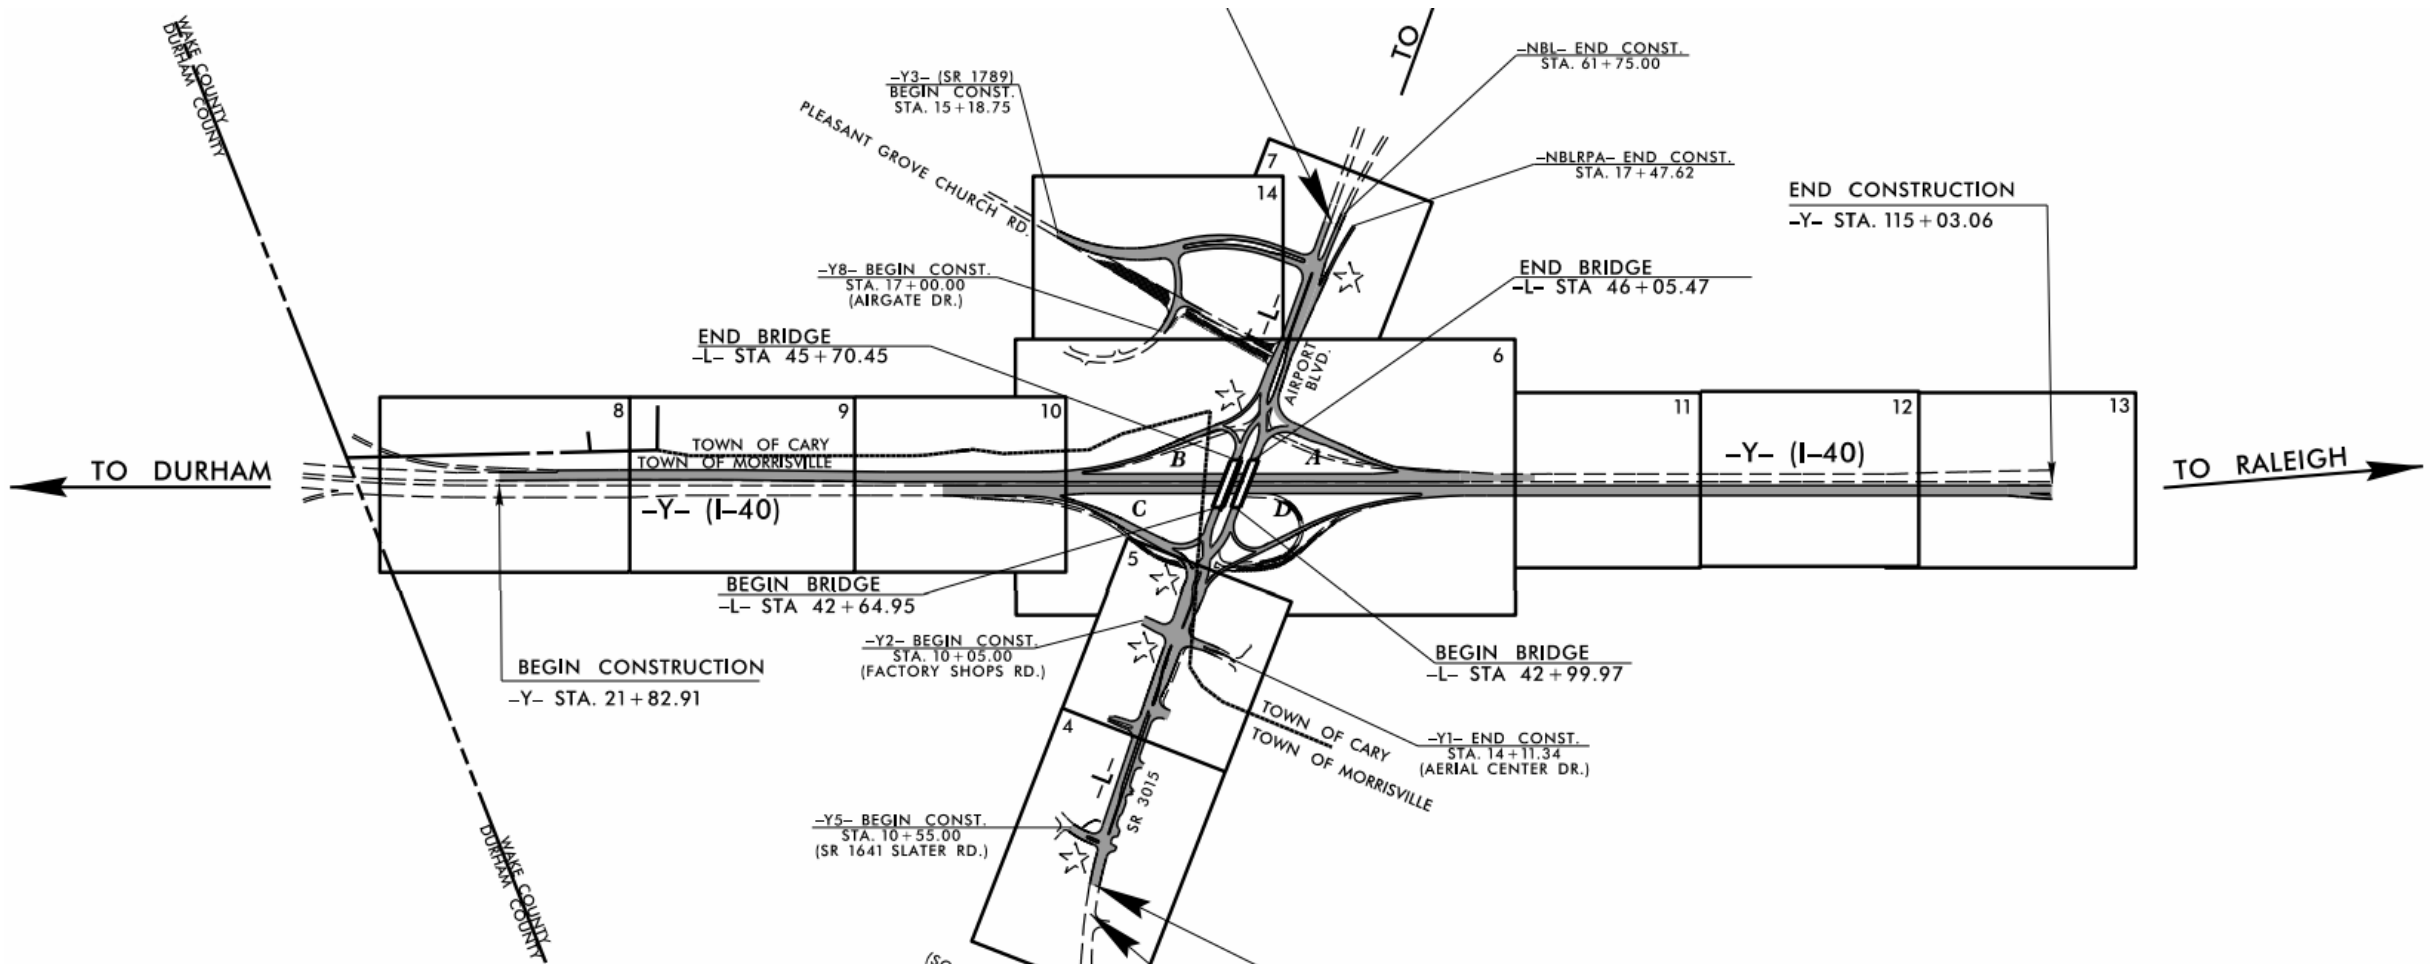 WAKE COUNTY
DURHAM COUNTY
TO
-NBL- END CONST.
STA. 61+75.00
-Y3- (SR 1789)
BEGIN CONST.
STA. 15+18.75
PLEASANT GROVE CHURCH RD.
7
14
-NBLRPA- END CONST.
STA. 17+47.62
END CONSTRUCTION
-Y- STA. 115+03.06
-Y8- BEGIN CONST.
STA. 17+00.00
(AIRGATE DR.)
END BRIDGE
-L- STA 46+05.47
-L-
END BRIDGE
-L- STA 45+70.45
6
AIRPORT
BLVD.
8
9
10
11
12
13
TOWN OF CARY
TOWN OF MORRISVILLE
TO DURHAM
-Y- (I-40)
B
A
C
D
-Y- (I-40)
TO RALEIGH
5
BEGIN BRIDGE
-L- STA 42+64.95
-Y2- BEGIN CONST.
STA. 10+05.00
(FACTORY SHOPS RD.)
BEGIN BRIDGE
-L- STA 42+99.97
BEGIN CONSTRUCTION
-Y- STA. 21+82.91
4
TOWN OF CARY
TOWN OF MORRISVILLE
-Y1- END CONST.
STA. 14+11.34
(AERIAL CENTER DR.)
-L-
SR 3015
-Y5- BEGIN CONST.
STA. 10+55.00
(SR 1641 SLATER RD.)
WAKE COUNTY
DURHAM COUNTY